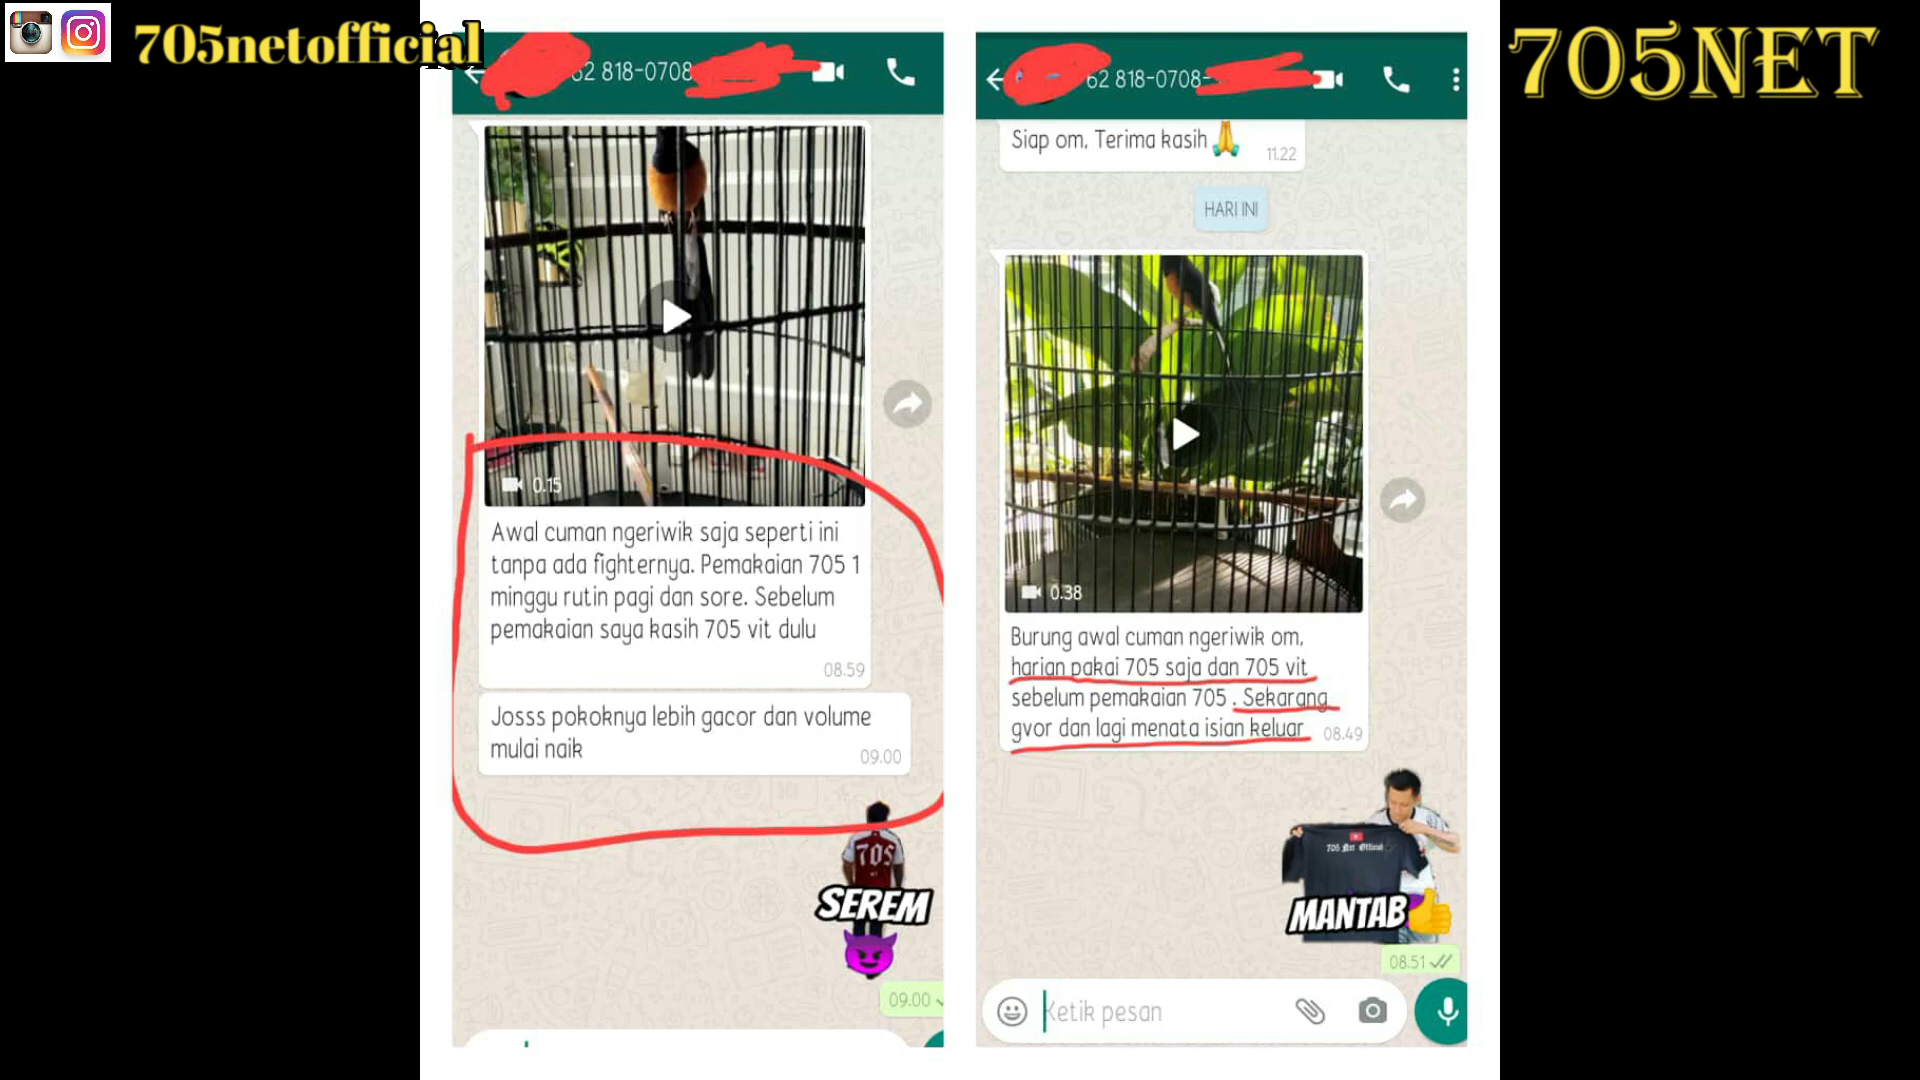 705netofficial
705NET
62 818-0708
0.15
Awal cuman ngeriwik saja seperti ini
tanpa ada fighternya. Pemakaian 705 1
minggu rutin pagi dan sore. Sebelum
pemakaian saya kasih 705 vit dulu
08.59
Josss pokoknya lebih gacor dan volume
mulai naik
09.00
705
SEREM
09.00
62 818-0708-
Siap om, Terima kasih🙏
11.22
HARI INI
0.38
Burung awal cuman ngeriwik om,
harian pakai 705 saja dan 705 vit
sebelum pemakaian 705 . Sekarang
gvor dan lagi menata isian keluar
08.49
705 Net Official
MANTAB
08.51
Ketik pesan